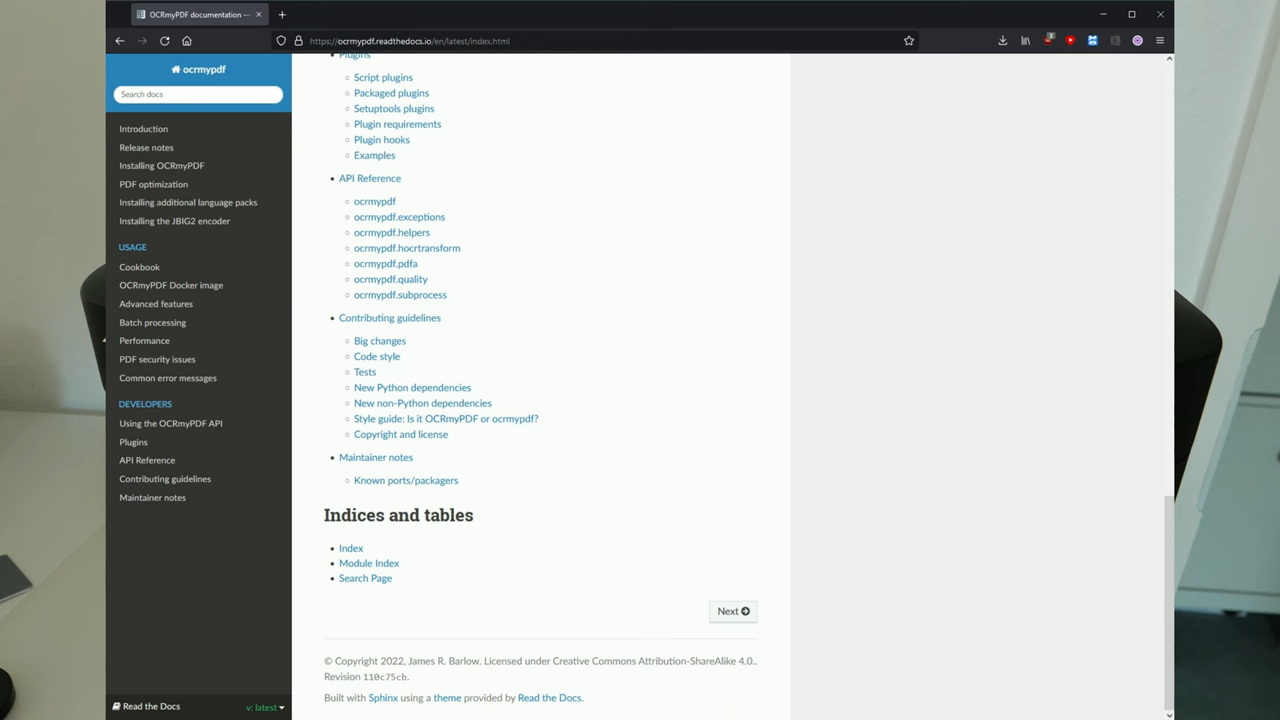 OCRmyPDF documentation —
https://ocrmypdf.readthedocs.io/en/latest/index.html
3
ocrmypdf
Search docs
Introduction
Release notes
Installing OCRmyPDF
PDF optimization
Installing additional language packs
Installing the JBIG2 encoder
USAGE
Cookbook
OCRmyPDF Docker image
Advanced features
Batch processing
Performance
PDF security issues
Common error messages
DEVELOPERS
Using the OCRmyPDF API
Plugins
API Reference
Contributing guidelines
Maintainer notes
Read the Docs
v: latest
Plugins
Script plugins
Packaged plugins
Setuptools plugins
Plugin requirements
Plugin hooks
Examples
API Reference
ocrmypdf
ocrmypdf.exceptions
ocrmypdf.helpers
ocrmypdf.hocrtransform
ocrmypdf.pdfa
ocrmypdf.quality
ocrmypdf.subprocess
Contributing guidelines
Big changes
Code style
Tests
New Python dependencies
New non-Python dependencies
Style guide: Is it OCRmyPDF or ocrmypdf?
Copyright and license
Maintainer notes
Known ports/packagers
Indices and tables
Index
Module Index
Search Page
Next
© Copyright 2022, James R. Barlow. Licensed under Creative Commons Attribution-ShareAlike 4.0..
Revision 110c75cb.
Built with Sphinx using a theme provided by Read the Docs.